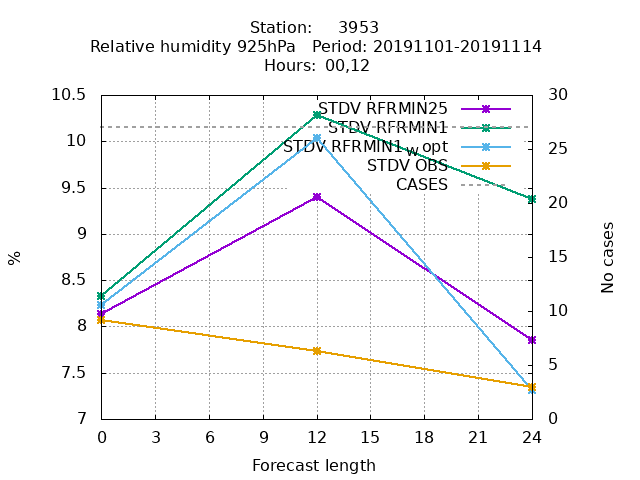 Station: 3953
Relative humidity 925hPa Period: 20191101-20191114
Hours: 00,12
STDV RFRMIN25
STDV RFRMIN1
STDV RFRMIN1wopt
STDV OBS
CASES
10.5
10
9.5
9
8.5
8
7.5
7
30
25
20
15
10
5
0
%
No cases
0 3 6 9 12 15 18 21 24
Forecast length